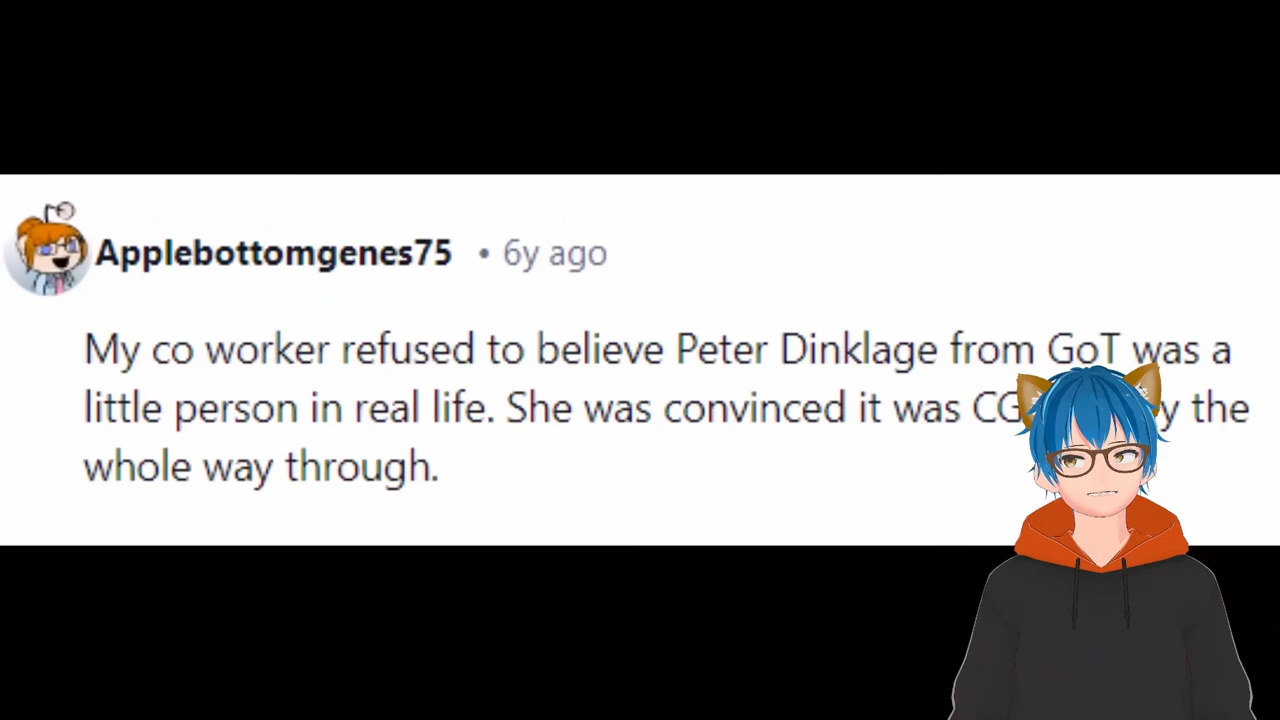 Applebottomgenes75 • 6y ago
My co worker refused to believe Peter Dinklage from GoT was a
little person in real life. She was convinced it was the
whole way through.